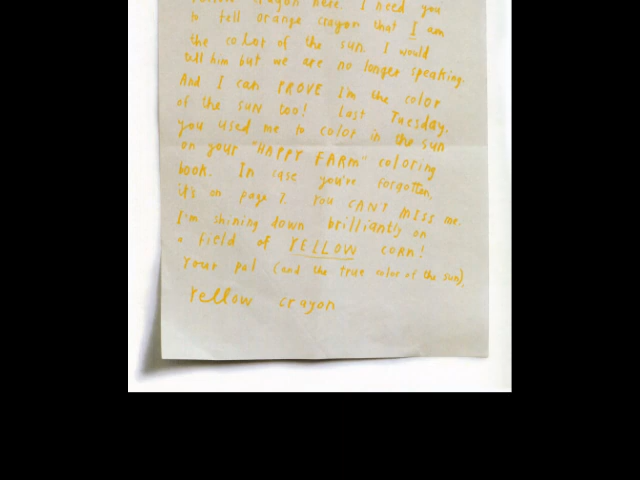 yellow crayon here. I need you
to tell orange crayon that I am
the color of the sun. I would
tell him but we are no longer speaking.
And I can PROVE I'm the color
of the sun too! Last Tuesday,
you used me to color in the sun
on your "HAPPY FARM" coloring
book. In case you're forgotten,
it's on page 7. You CAN'T MISS me.
I'm shining down brilliantly on
a field of YELLOW corn!
Your pal (and the true color of the sun),
Yellow crayon